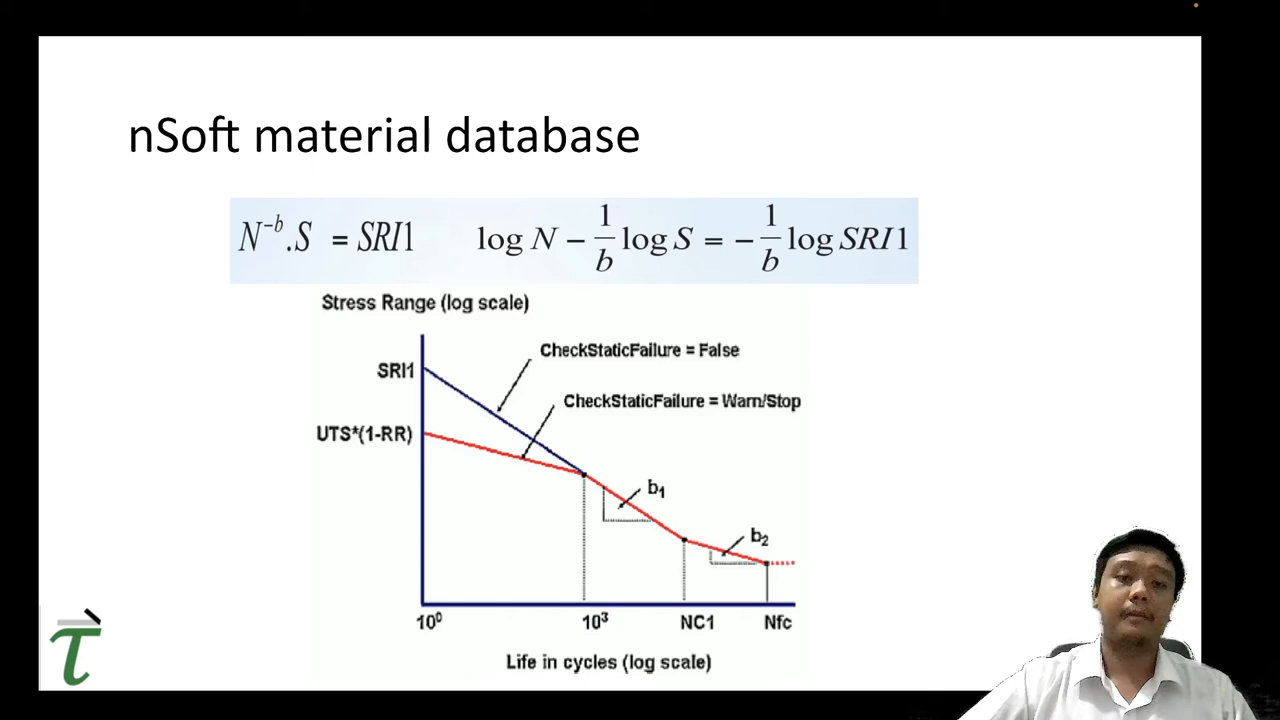 nSoft material database
N⁻ᵇ.S = SRI1
log N − 1/b log S = − 1/b log SRI1
Stress Range (log scale)
CheckStaticFailure = False
SRI1
CheckStaticFailure = Warn/Stop
UTS*(1-RR)
b₁
b₂
10⁰
10³
NC1
Nfc
Life in cycles (log scale)
τ